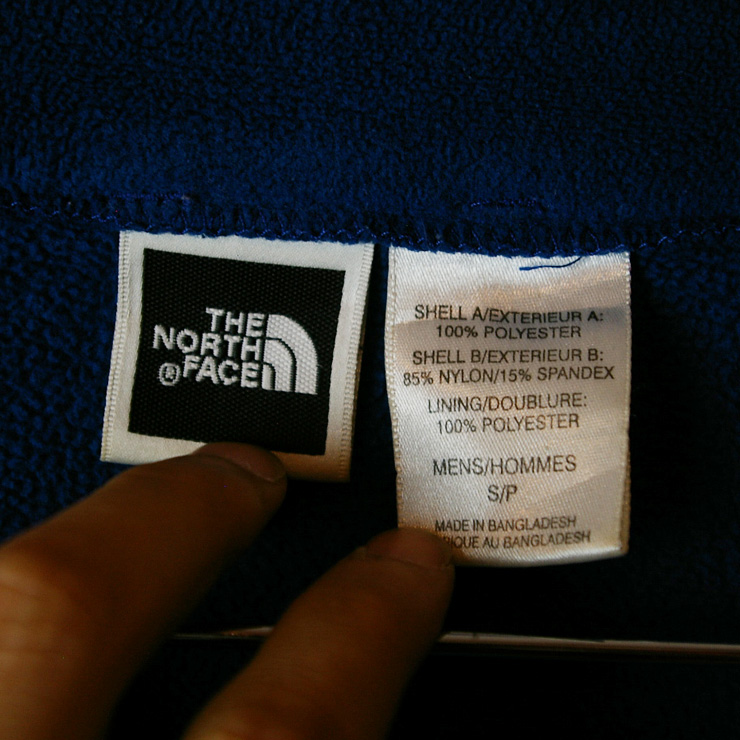 THE
NORTH
® FACE
SHELL A/EXTERIEUR A:
100% POLYESTER
SHELL B/EXTERIEUR B:
85% NYLON/15% SPANDEX
LINING/DOUBLURE:
100% POLYESTER
MENS/HOMMES
S/P
MADE IN BANGLADESH
AU BANGLADESH